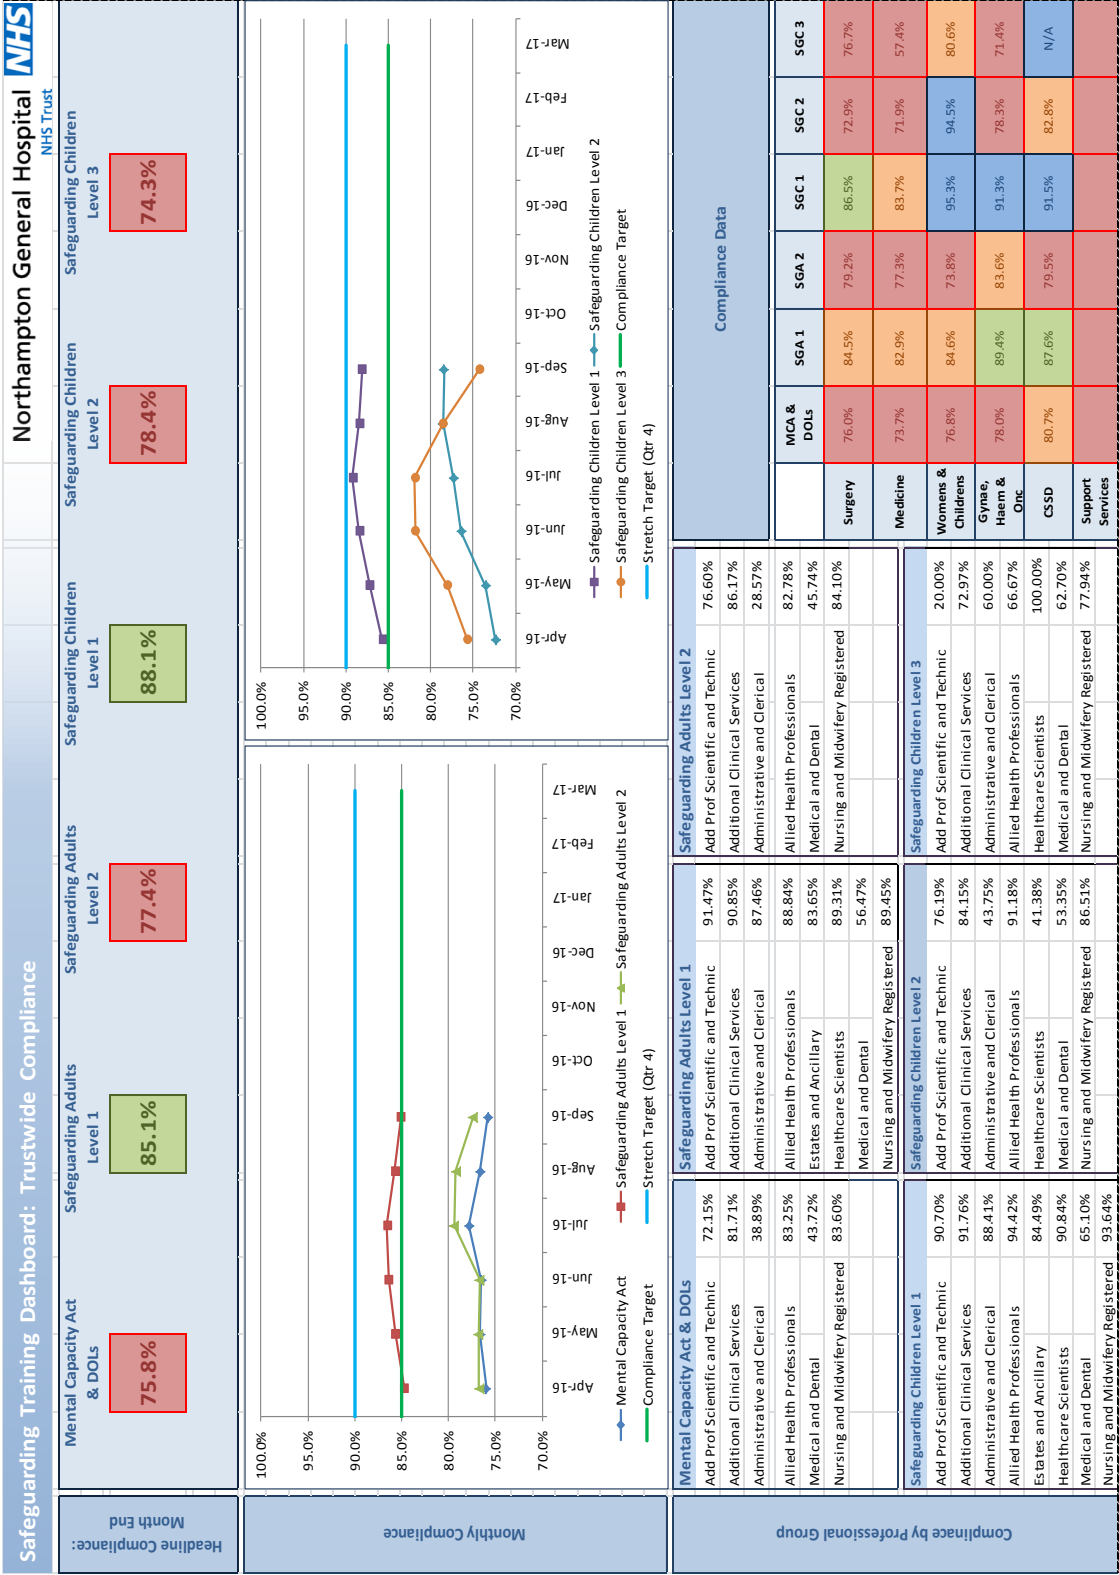 Safeguarding Training Dashboard: Trustwide Compliance
Northampton General Hospital NHS
NHS Trust
Headline Compliance:
Month End
Mental Capacity Act
& DOLs
75.8%
Safeguarding Adults
Level 1
85.1%
Safeguarding Adults
Level 2
77.4%
Safeguarding Children
Level 1
88.1%
Safeguarding Children
Level 2
78.4%
Safeguarding Children
Level 3
74.3%
Monthly Compliance
100.0%
95.0%
90.0%
85.0%
80.0%
75.0%
70.0%
Apr-16 May-16 Jun-16 Jul-16 Aug-16 Sep-16 Oct-16 Nov-16 Dec-16 Jan-17 Feb-17 Mar-17
Mental Capacity Act Safeguarding Adults Level 1 Safeguarding Adults Level 2
Compliance Target Stretch Target (Qtr 4)
100.0%
95.0%
90.0%
85.0%
80.0%
75.0%
70.0%
Apr-16 May-16 Jun-16 Jul-16 Aug-16 Sep-16 Oct-16 Nov-16 Dec-16 Jan-17 Feb-17 Mar-17
Safeguarding Children Level 1 Safeguarding Children Level 2
Safeguarding Children Level 3 Compliance Target
Stretch Target (Qtr 4)
Complinace by Professional Group
Mental Capacity Act & DOLs
Add Prof Scientific and Technic 72.15%
Additional Clinical Services 81.71%
Administrative and Clerical 38.89%
Allied Health Professionals 83.25%
Medical and Dental 43.72%
Nursing and Midwifery Registered 83.60%
Safeguarding Adults Level 1
Add Prof Scientific and Technic 91.47%
Additional Clinical Services 90.85%
Administrative and Clerical 87.46%
Allied Health Professionals 88.84%
Estates and Ancillary 83.65%
Healthcare Scientists 89.31%
Medical and Dental 56.47%
Nursing and Midwifery Registered 89.45%
Safeguarding Adults Level 2
Add Prof Scientific and Technic 76.60%
Additional Clinical Services 86.17%
Administrative and Clerical 28.57%
Allied Health Professionals 82.78%
Medical and Dental 45.74%
Nursing and Midwifery Registered 84.10%
Safeguarding Children Level 1
Add Prof Scientific and Technic 90.70%
Additional Clinical Services 91.76%
Administrative and Clerical 88.41%
Allied Health Professionals 94.42%
Estates and Ancillary 84.49%
Healthcare Scientists 90.84%
Medical and Dental 65.10%
Nursing and Midwifery Registered 93.64%
Safeguarding Children Level 2
Add Prof Scientific and Technic 76.19%
Additional Clinical Services 84.15%
Administrative and Clerical 43.75%
Allied Health Professionals 91.18%
Healthcare Scientists 41.38%
Medical and Dental 53.35%
Nursing and Midwifery Registered 86.51%
Safeguarding Children Level 3
Add Prof Scientific and Technic 20.00%
Additional Clinical Services 72.97%
Administrative and Clerical 60.00%
Allied Health Professionals 66.67%
Healthcare Scientists 100.00%
Medical and Dental 62.70%
Nursing and Midwifery Registered 77.94%
Compliance Data
MCA & DOLs SGA 1 SGA 2 SGC 1 SGC 2 SGC 3
Surgery 76.0% 84.5% 79.2% 86.5% 72.9% 76.7%
Medicine 73.7% 82.9% 77.3% 83.7% 71.9% 57.4%
Womens & Childrens 76.8% 84.6% 73.8% 95.3% 94.5% 80.6%
Gynae, Haem & Onc 78.0% 89.4% 83.6% 91.3% 78.3% 71.4%
CSSD 80.7% 87.6% 79.5% 91.5% 82.8% N/A
Support Services